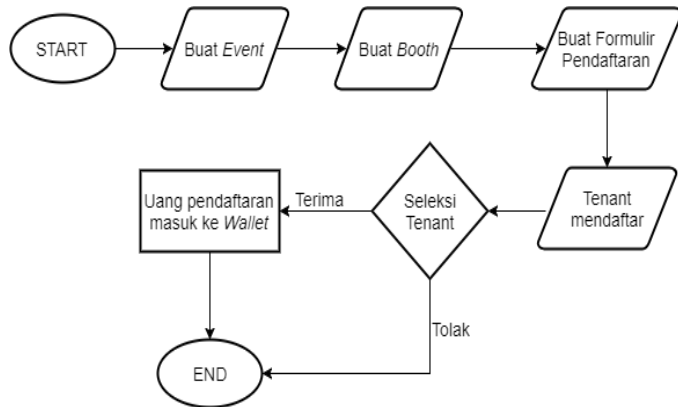 START
Buat Event
Buat Booth
Buat Formulir
Pendaftaran
Tenant
mendaftar
Seleksi
Tenant
Terima
Uang pendaftaran
masuk ke Wallet
Tolak
END